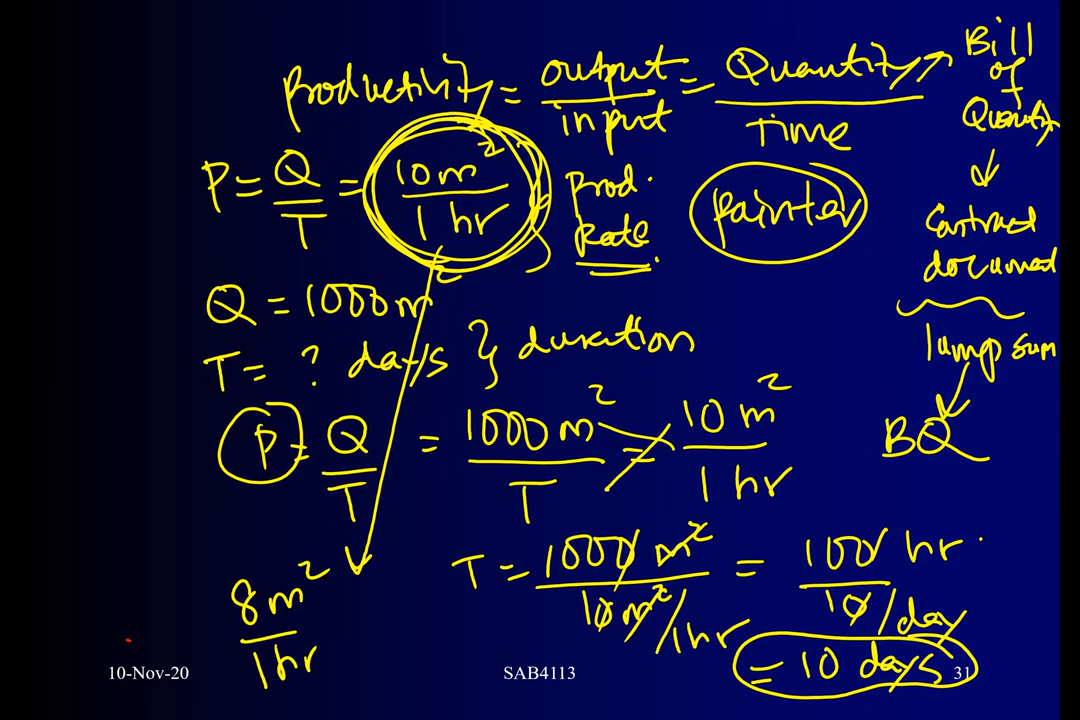 Productivity = output/input = Quantity/Time → Bill of Quantity
P = Q/T = 10m²/1 hr } Prod. Rate. painter
↓
Contract document
Q = 1000m²
lump sum
T = ? days } duration
BQ
P = Q/T = 1000m²/T = 10m²/1 hr
T = 1000 m²/10m²/1hr = 100 hr./10/day
8m²/1hr
= 10 days
10-Nov-20 SAB4113 31